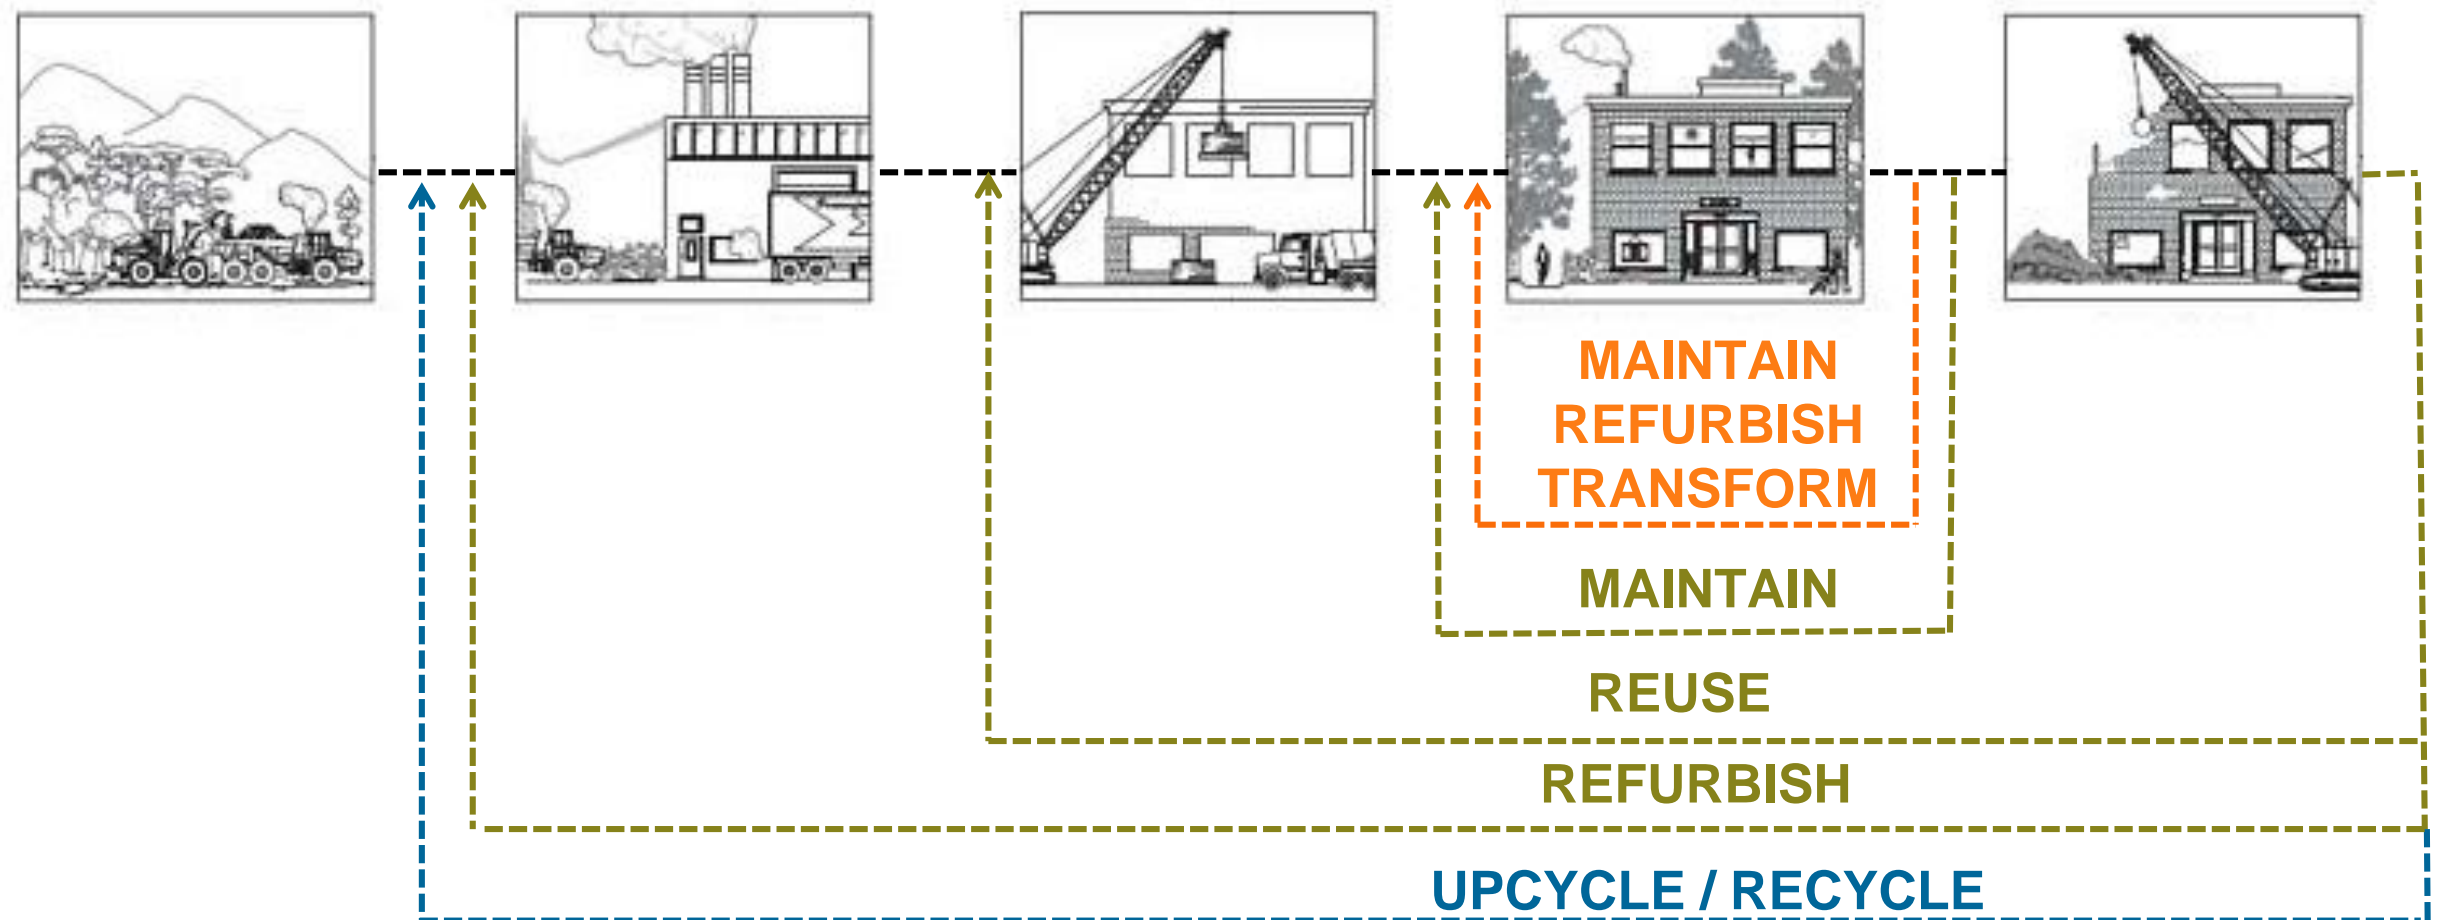 MAINTAIN
REFURBISH
TRANSFORM
MAINTAIN
REUSE
REFURBISH
UPCYCLE / RECYCLE